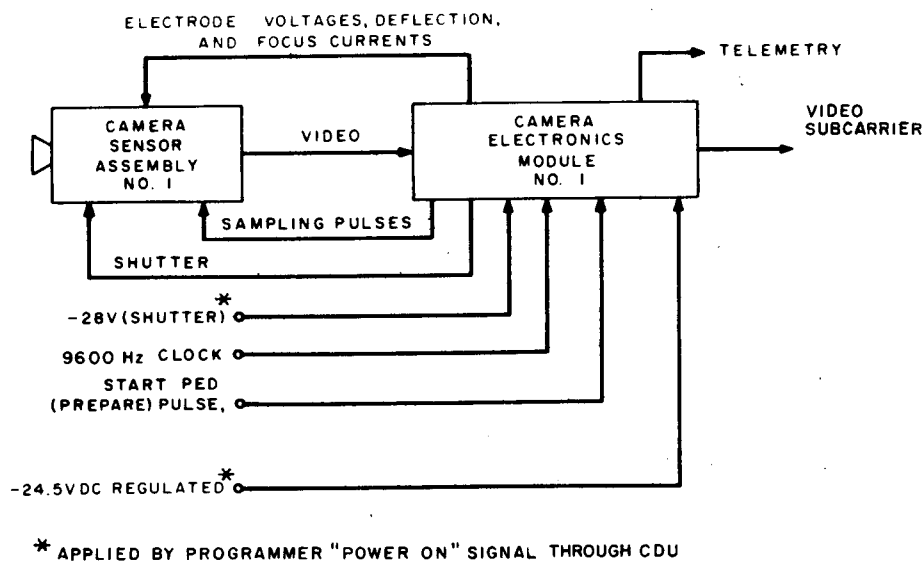 ELECTRODE VOLTAGES, DEFLECTION,
AND FOCUS CURRENTS
TELEMETRY
CAMERA
SENSOR
ASSEMBLY
NO. 1
VIDEO
CAMERA
ELECTRONICS
MODULE
NO. 1
VIDEO
SUBCARRIER
SAMPLING PULSES
SHUTTER
-28V (SHUTTER)*
9600 Hz CLOCK
START PED
(PREPARE) PULSE,
-24.5VDC REGULATED*
* APPLIED BY PROGRAMMER "POWER ON" SIGNAL THROUGH CDU